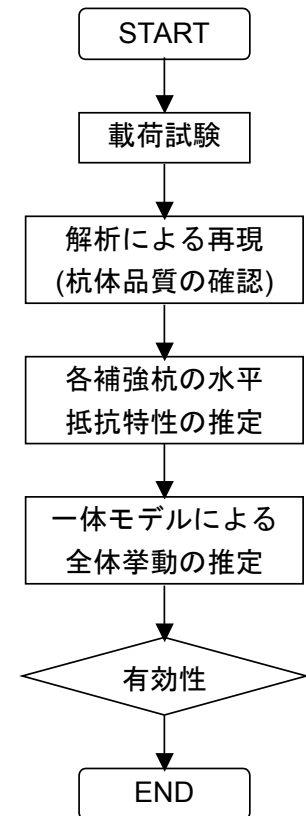 START
載荷試験
解析による再現
(杭体品質の確認)
各補強杭の水平
抵抗特性の推定
一体モデルによる
全体挙動の推定
有効性
END